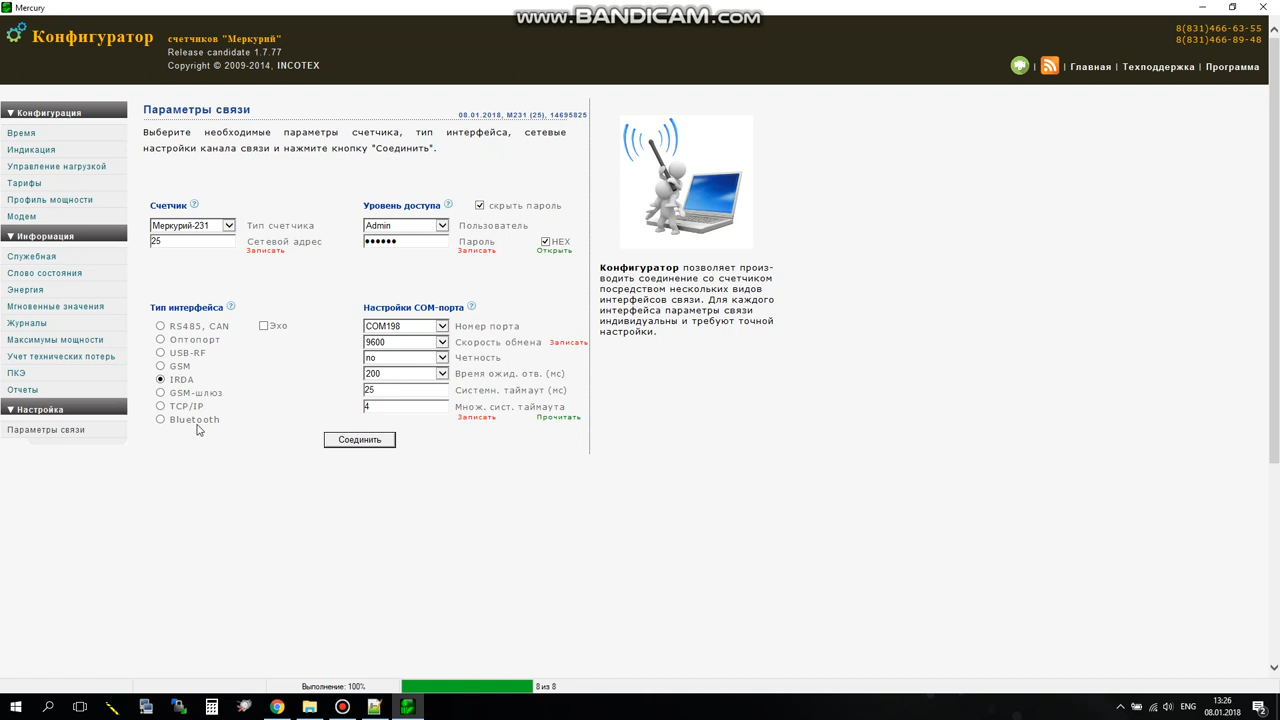 Mercury
www.BANDICAM.com
Конфигуратор
счетчиков "Меркурий"
Release candidate 1.7.77
Copyright © 2009-2014, INCOTEX
8(831)466-63-55
8(831)466-89-48
| | Главная | Техподдержка | Программа
▼ Конфигурация
Время
Индикация
Управление нагрузкой
Тарифы
Профиль мощности
Модем
▼ Информация
Служебная
Слово состояния
Энергия
Мгновенные значения
Журналы
Максимумы мощности
Учет технических потерь
ПКЭ
Отчеты
▼ Настройка
Параметры связи
Параметры связи
08.01.2018, М231 (25), 14695825
Выберите необходимые параметры счетчика, тип интерфейса, сетевые
настройки канала связи и нажмите кнопку "Соединить".
Счетчик ?
Меркурий-231 Тип счетчика
25 Сетевой адрес
Записать
Уровень доступа ? скрыть пароль
Admin Пользователь
●●●●●● Пароль HEX
Записать Открыть
Тип интерфейса ?
RS485, CAN Эхо
Оптопорт
USB-RF
GSM
IRDA
GSM-шлюз
TCP/IP
Bluetooth
Настройки COM-порта ?
COM198 Номер порта
9600 Скорость обмена Записать
no Четность
200 Время ожид. отв. (мс)
25 Системн. таймаут (мс)
4 Множ. сист. таймаута
Записать Прочитать
Соединить
Конфигуратор позволяет произ-
водить соединение со счетчиком
посредством нескольких видов
интерфейсов связи. Для каждого
интерфейса параметры связи
индивидуальны и требуют точной
настройки.
Выполнение: 100% 8 из 8
ENG
13:26
08.01.2018
2